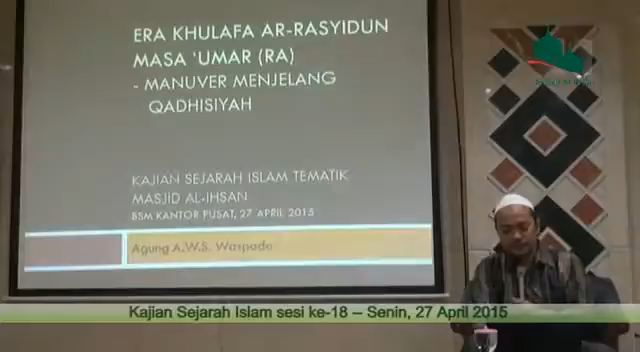 ERA KHULAFA AR-RASYIDUN
MASA 'UMAR (RA)
- MANUVER MENJELANG
QADHISIYAH
KAJIAN SEJARAH ISLAM TEMATIK
MASJID AL-IHSAN
BSM KANTOR PUSAT, 27 APRIL 2015
Agung A.W.S. Waspodo
Kajian Sejarah Islam sesi ke-18 – Senin, 27 April 2015